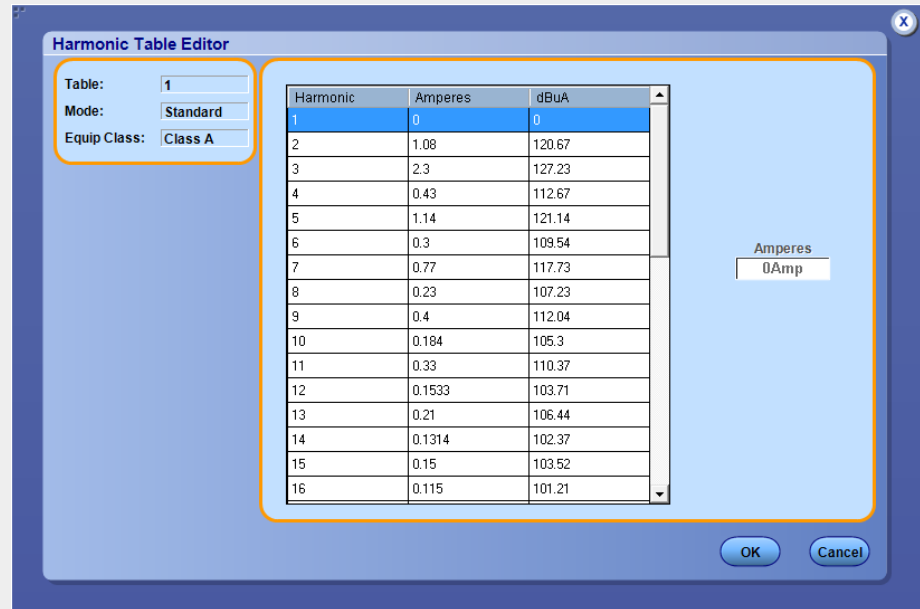 X
Harmonic Table Editor
Table: 1
Mode: Standard
Equip Class: Class A
Harmonic Amperes dBuA
1 0 0
2 1.08 120.67
3 2.3 127.23
4 0.43 112.67
5 1.14 121.14
6 0.3 109.54
7 0.77 117.73
8 0.23 107.23
9 0.4 112.04
10 0.184 105.3
11 0.33 110.37
12 0.1533 103.71
13 0.21 106.44
14 0.1314 102.37
15 0.15 103.52
16 0.115 101.21
Amperes
0Amp
OK Cancel